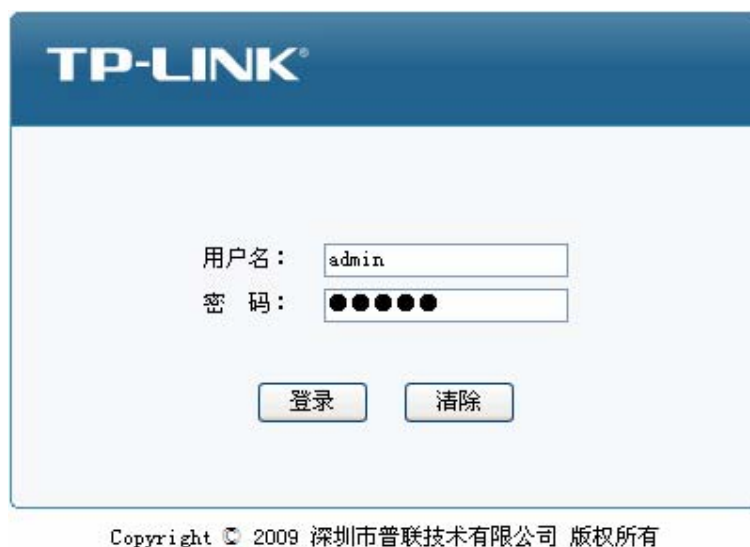 TP-LINK®
用户名： admin
密 码： ●●●●●
登录 清除
Copyright © 2009 深圳市普联技术有限公司 版权所有